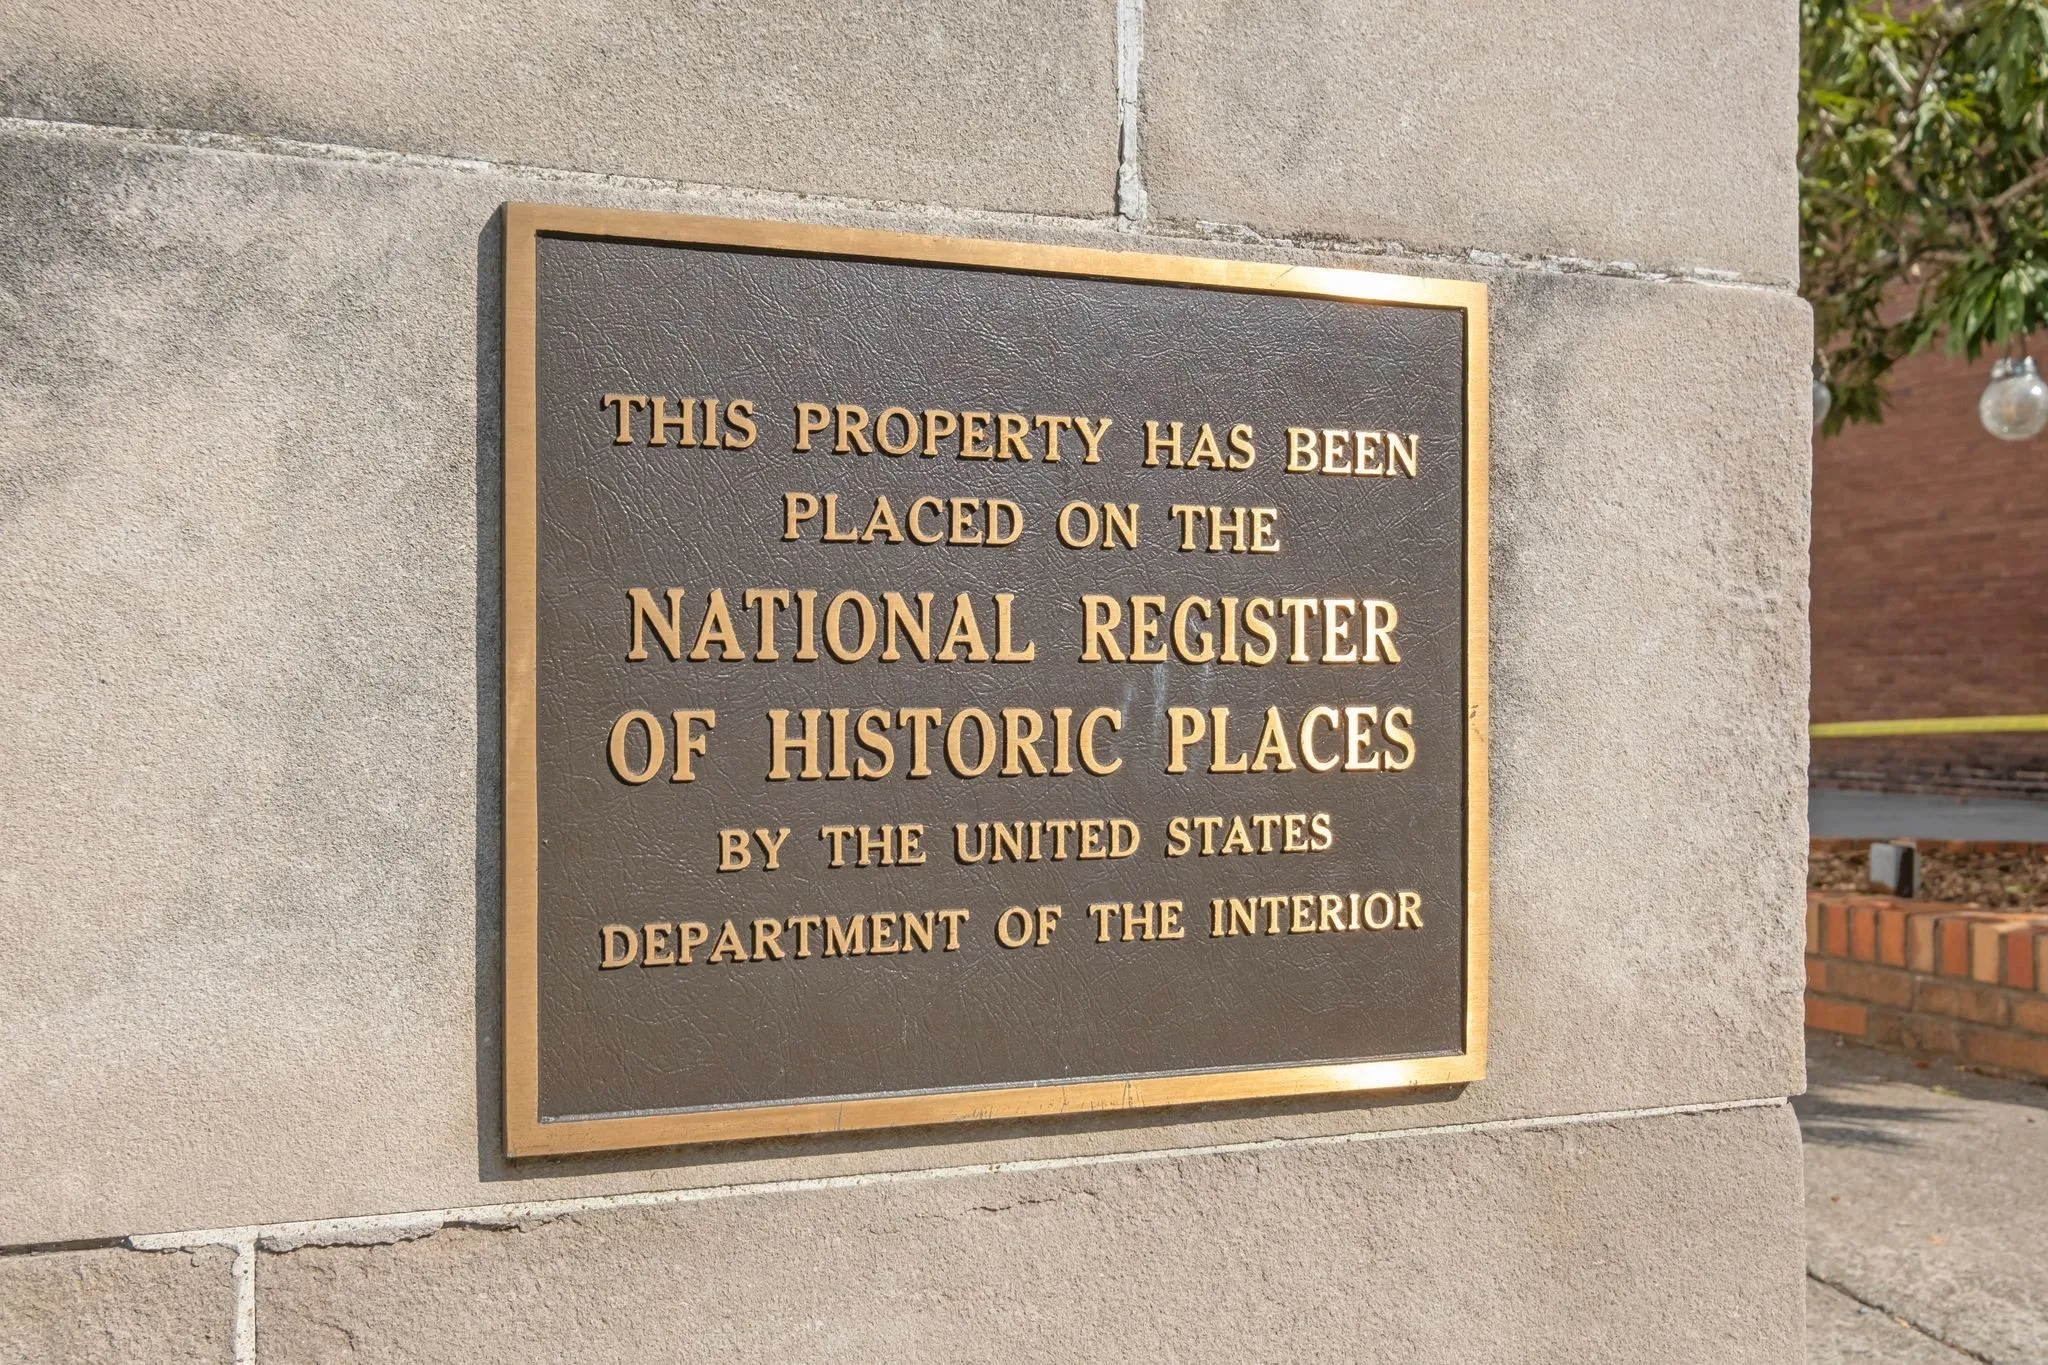 THIS PROPERTY HAS BEEN
PLACED ON THE
NATIONAL REGISTER
OF HISTORIC PLACES
BY THE UNITED STATES
DEPARTMENT OF THE INTERIOR